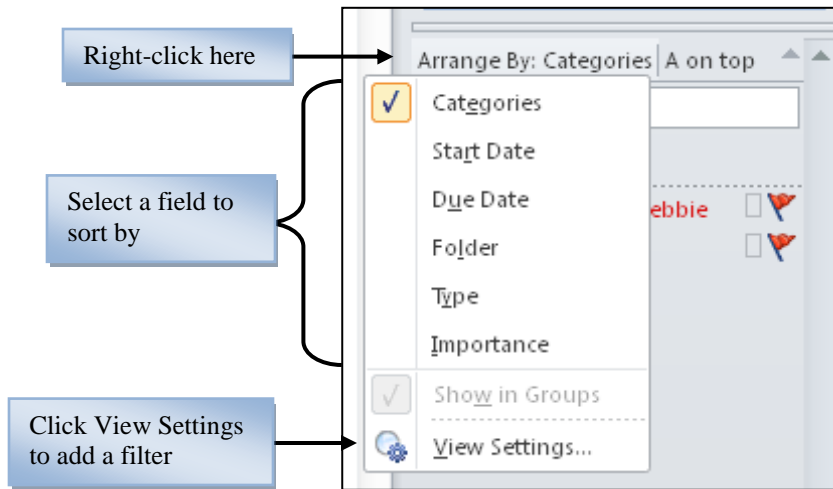 Right-click here
Arrange By: Categories A on top
Categories
Start Date
Select a field to
sort by
Due Date
ebbie
Folder
Type
Importance
Show in Groups
Click View Settings
to add a filter
View Settings...